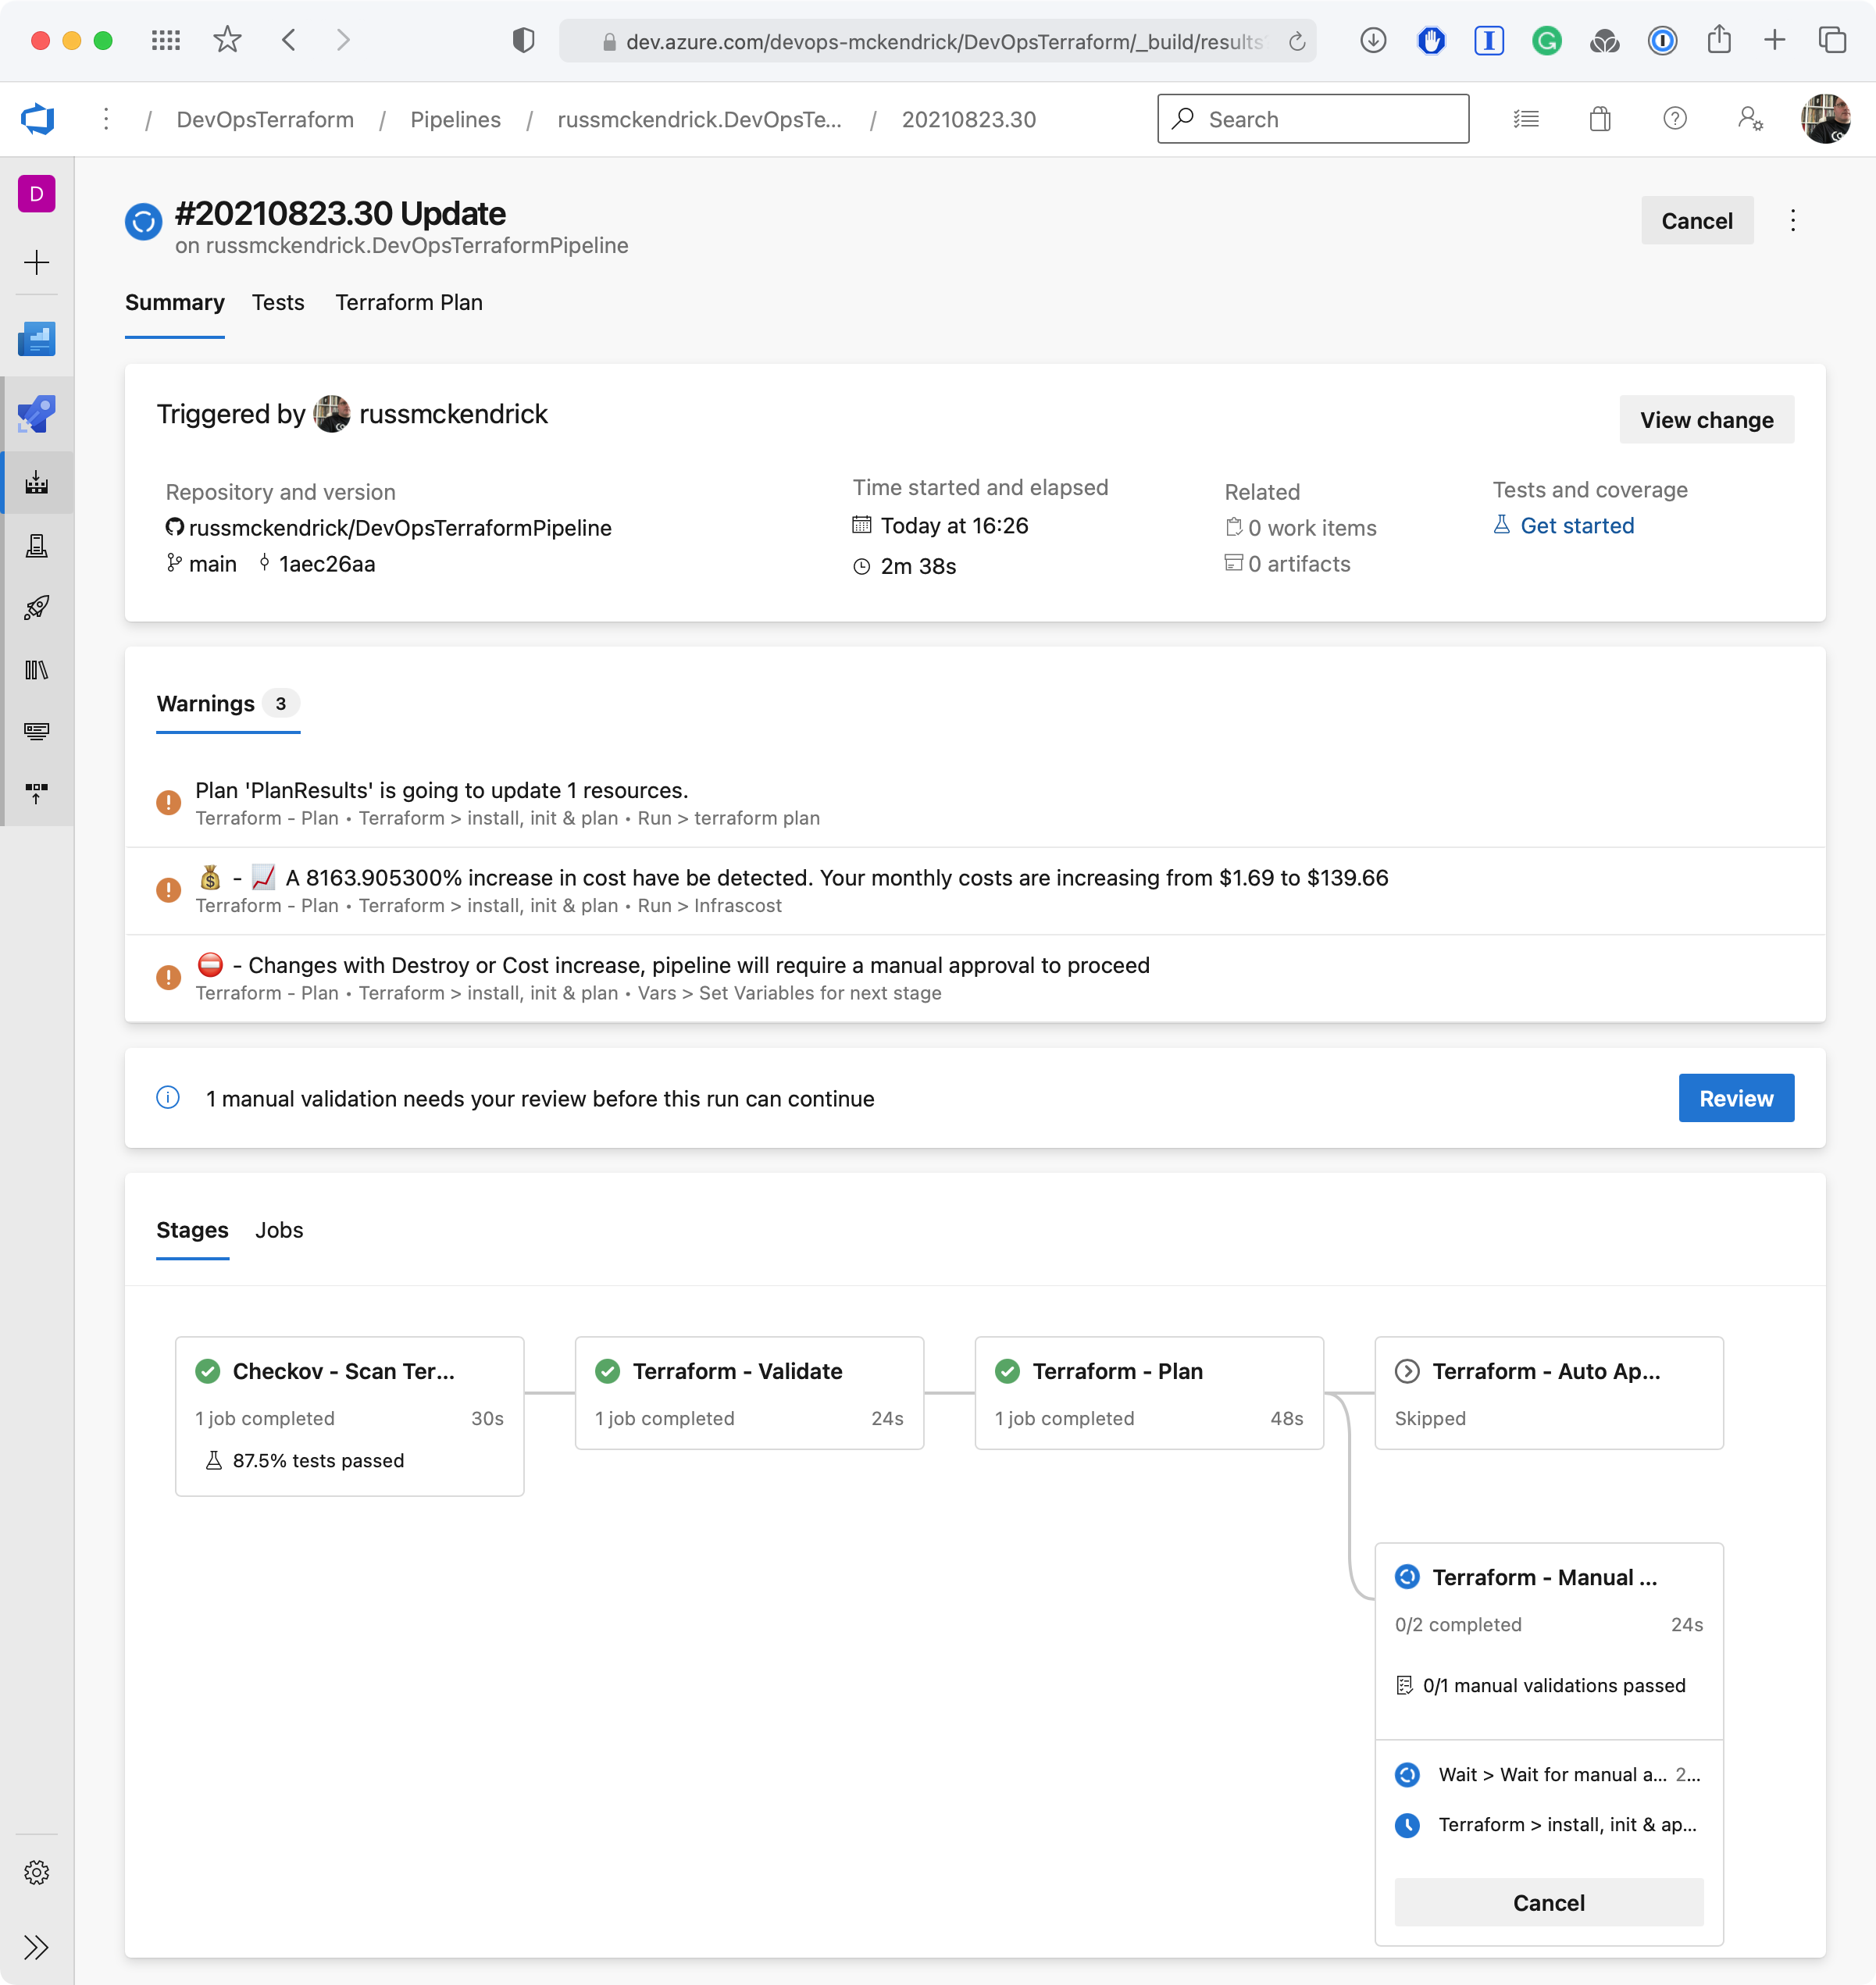 dev.azure.com/devops-mckendrick/DevOpsTerraform/_build/results
/ DevOpsTerraform / Pipelines / russmckendrick.DevOpsTe... / 20210823.30
Search
D
#20210823.30 Update
on russmckendrick.DevOpsTerraformPipeline
Cancel
Summary Tests Terraform Plan
Triggered by russmckendrick
View change
Repository and version
russmckendrick/DevOpsTerraformPipeline
main 1aec26aa
Time started and elapsed
Today at 16:26
2m 38s
Related
0 work items
0 artifacts
Tests and coverage
Get started
Warnings 3
Plan 'PlanResults' is going to update 1 resources.
Terraform - Plan • Terraform > install, init & plan • Run > terraform plan
💰 - 📈 A 8163.905300% increase in cost have be detected. Your monthly costs are increasing from $1.69 to $139.66
Terraform - Plan • Terraform > install, init & plan • Run > Infrascost
⛔ - Changes with Destroy or Cost increase, pipeline will require a manual approval to proceed
Terraform - Plan • Terraform > install, init & plan • Vars > Set Variables for next stage
1 manual validation needs your review before this run can continue
Review
Stages Jobs
Checkov - Scan Ter...
1 job completed 30s
87.5% tests passed
Terraform - Validate
1 job completed 24s
Terraform - Plan
1 job completed 48s
Terraform - Auto Ap...
Skipped
Terraform - Manual ...
0/2 completed 24s
0/1 manual validations passed
Wait > Wait for manual a... 2...
Terraform > install, init & ap...
Cancel